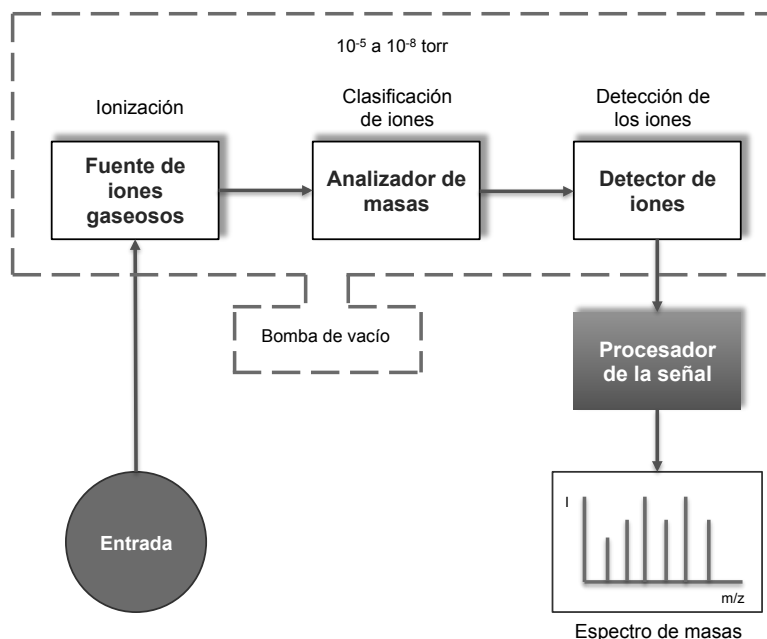 10⁻⁵ a 10⁻⁸ torr
Ionización
Clasificación
de iones
Detección de
los iones
Fuente de
iones
gaseosos
Analizador de
masas
Detector de
iones
Bomba de vacío
Procesador
de la señal
Entrada
I
m/z
Espectro de masas